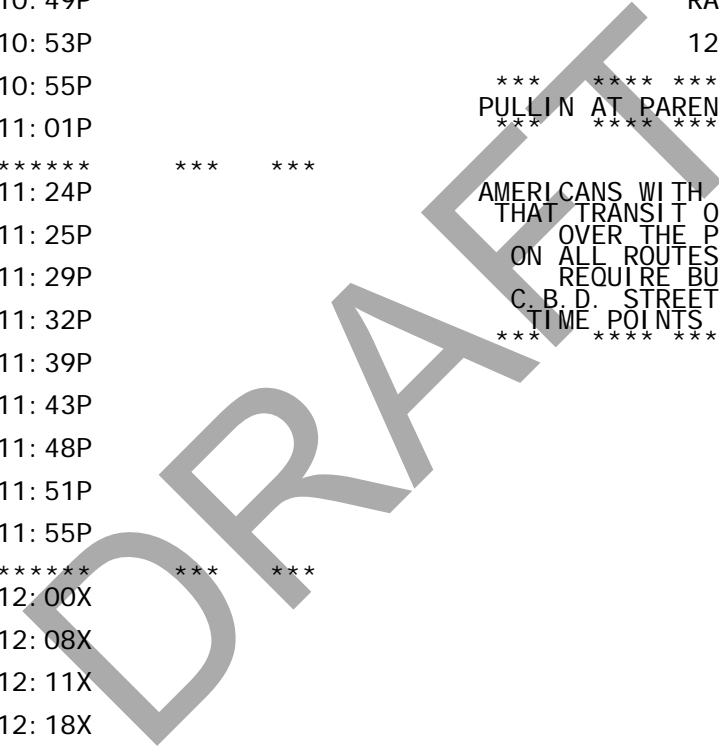 10:49P RA
10:53P 12
10:55P *** **** ***
PULLIN AT PAREN
11:01P *** **** ***
****** *** ***
11:24P AMERICANS WITH
THAT TRANSIT O
11:25P OVER THE P
ON ALL ROUTES
11:29P REQUIRE BU
C.B.D. STREET
11:32P TIME POINTS
*** **** ***
11:39P
11:43P
11:48P
11:51P
11:55P
****** *** ***
12:00X
12:08X
12:11X
12:18X
DRAFT